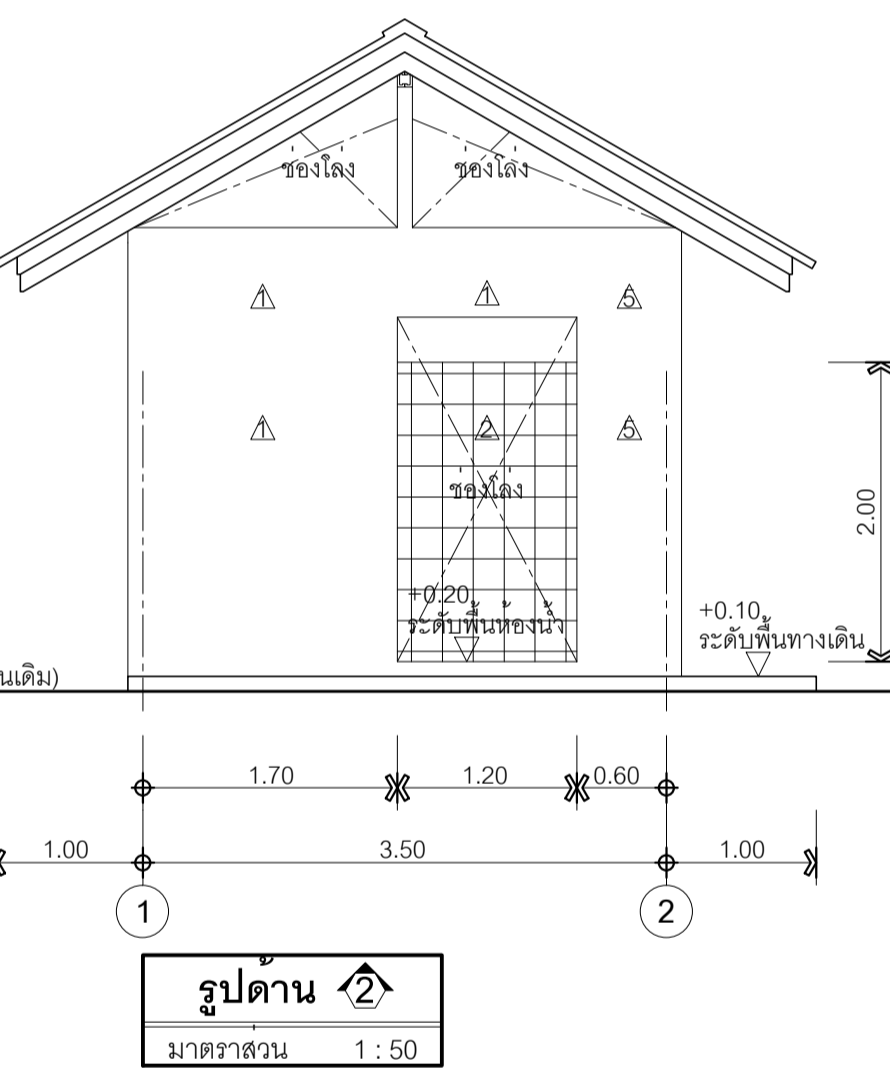 ช่องโล่ง ช่องโล่ง
1 1 5
1 2 5
ช่องโล่ง
2.00
+0.20
ระดับพื้นห้องน้ำ
+0.10
ระดับพื้นทางเดิน
นเดิม)
1.70 1.20 0.60
1.00 3.50 1.00
1 2
รูปด้าน 2
มาตราส่วน 1 : 50